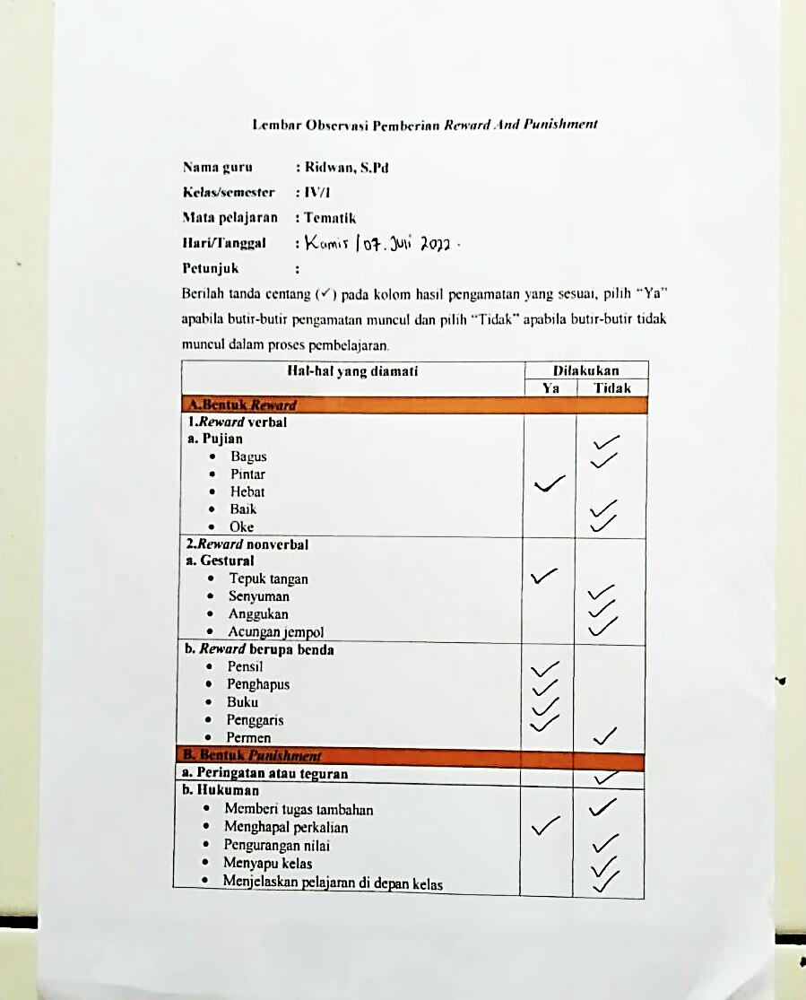 Lembar Observasi Pemberian Reward And Punishment
Nama guru : Ridwan, S.Pd
Kelas/semester : IV/I
Mata pelajaran : Tematik
Hari/Tanggal : Kamis / 07. Juli 2022.
Petunjuk :
Berilah tanda centang (✓) pada kolom hasil pengamatan yang sesuai, pilih “Ya”
apabila butir-butir pengamatan muncul dan pilih “Tidak” apabila butir-butir tidak
muncul dalam proses pembelajaran.
Hal-hal yang diamati Dilakukan
Ya Tidak
A.Bentuk Reward
1.Reward verbal
a. Pujian ✓
• Bagus ✓
• Pintar
• Hebat ✓
• Baik ✓
• Oke ✓
2.Reward nonverbal
a. Gestural
• Tepuk tangan ✓
• Senyuman ✓
• Anggukan ✓
• Acungan jempol ✓
b. Reward berupa benda
• Pensil ✓
• Penghapus ✓
• Buku ✓
• Penggaris ✓
• Permen ✓
B. Bentuk Punishment
a. Peringatan atau teguran ✓
b. Hukuman
• Memberi tugas tambahan ✓
• Menghapal perkalian ✓
• Pengurangan nilai ✓
• Menyapu kelas ✓
• Menjelaskan pelajaran di depan kelas ✓